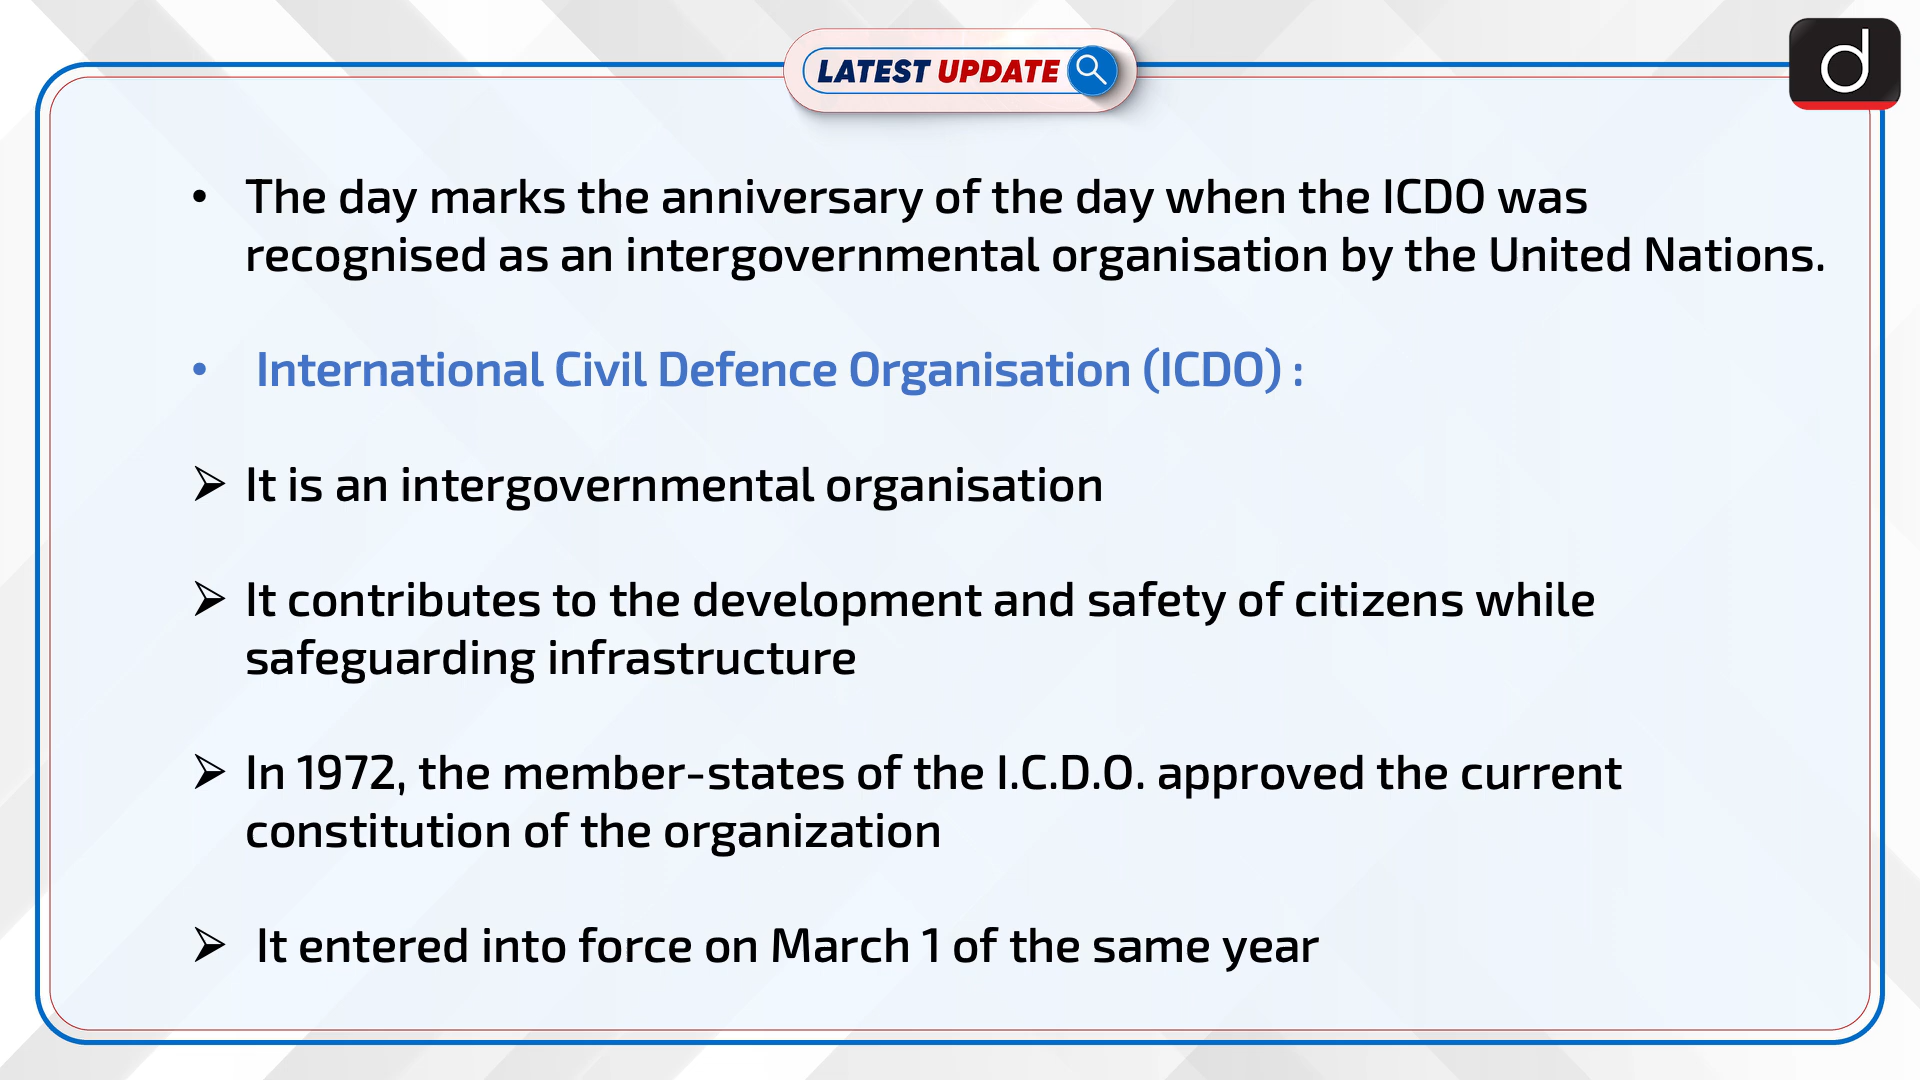 LATEST UPDATE
d
• The day marks the anniversary of the day when the ICDO was
recognised as an intergovernmental organisation by the United Nations.
• International Civil Defence Organisation (ICDO) :
➢ It is an intergovernmental organisation
➢ It contributes to the development and safety of citizens while
safeguarding infrastructure
➢ In 1972, the member-states of the I.C.D.O. approved the current
constitution of the organization
➢ It entered into force on March 1 of the same year